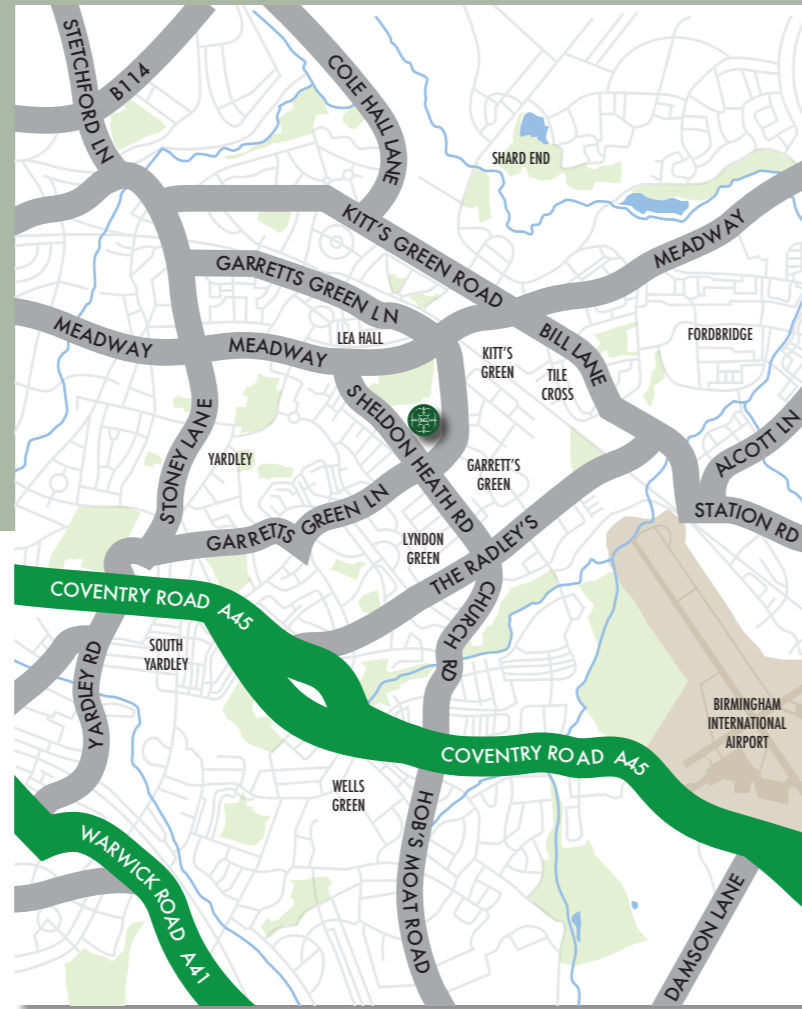 STETCHFORD LN
B114
COLE HALL LANE
SHARD END
KITT'S GREEN ROAD
MEADWAY
GARRETTS GREEN LN
MEADWAY
MEADWAY
LEA HALL
KITT'S
GREEN
BILL LANE
FORDBRIDGE
TILE
CROSS
SHELDON HEATH RD
STONEY LANE
YARDLEY
GARRETT'S
GREEN
ALCOTT LN
STATION RD
GARRETTS GREEN LN
LYNDON
GREEN
THE RADLEY'S
COVENTRY ROAD A45
CHURCH RD
SOUTH
YARDLEY
YARDLEY RD
BIRMINGHAM
INTERNATIONAL
AIRPORT
COVENTRY ROAD A45
WELLS
GREEN
HOB'S MOAT ROAD
WARWICK ROAD A41
DAMSON LANE